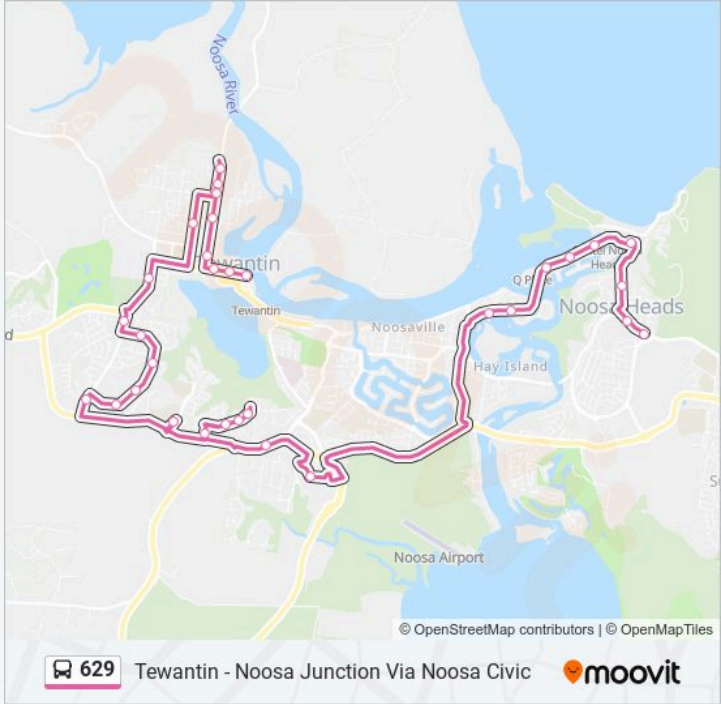 Noosa River
Tewantin
Tewantin
Noosaville
Noosa Heads
Hay Island
Noosa Airport
d
S
© OpenStreetMap contributors | © OpenMapTiles
629 Tewantin - Noosa Junction Via Noosa Civic
moovit